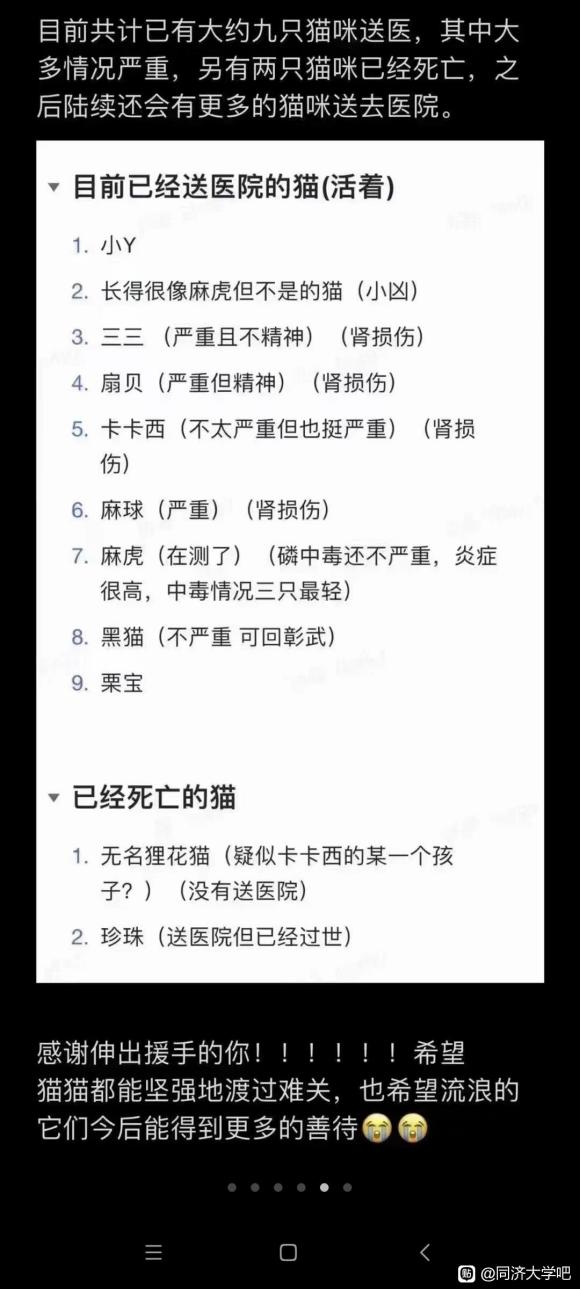 目前共计已有大约九只猫咪送医，其中大
多情况严重，另有两只猫咪已经死亡，之
后陆续还会有更多的猫咪送去医院。
目前已经送医院的猫(活着)
1. 小Y
2. 长得很像麻虎但不是的猫（小凶）
3. 三三 （严重且不精神）（肾损伤）
4. 扇贝（严重但精神）（肾损伤）
5. 卡卡西（不太严重但也挺严重）（肾损
伤）
6. 麻球（严重）（肾损伤）
7. 麻虎（在测了）（磷中毒还不严重，炎症
很高，中毒情况三只最轻）
8. 黑猫（不严重 可回彰武）
9. 栗宝
已经死亡的猫
1. 无名狸花猫（疑似卡卡西的某一个孩
子？）（没有送医院）
2. 珍珠（送医院但已经过世）
感谢伸出援手的你！！！！！！希望
猫猫都能坚强地渡过难关，也希望流浪的
它们今后能得到更多的善待😭😭
贴 @同济大学吧